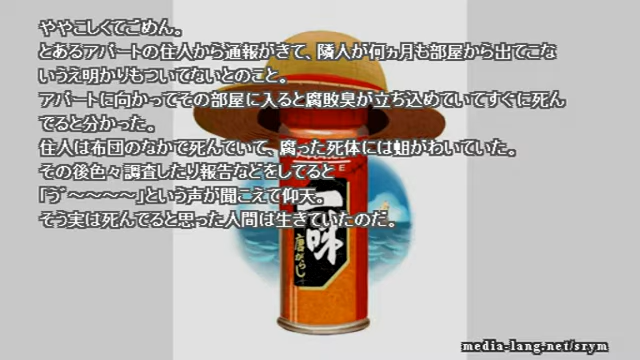 ややこしくてごめん。
とあるアパートの住人から通報がきて、隣人が何ヵ月も部屋から出てこな
いうえ明かりもついてないとのこと。
アパートに向かってその部屋に入ると腐敗臭が立ち込めていてすぐに死ん
でると分かった。
住人は布団のなかで死んでいて、腐った死体には蛆がわいていた。
その後色々調査したり報告などをしてると
「う゛～～～～」という声が聞こえて仰天。
そう実は死んでると思った人間は生きていたのだ。
一味
唐がらし
media-lang-net/srym